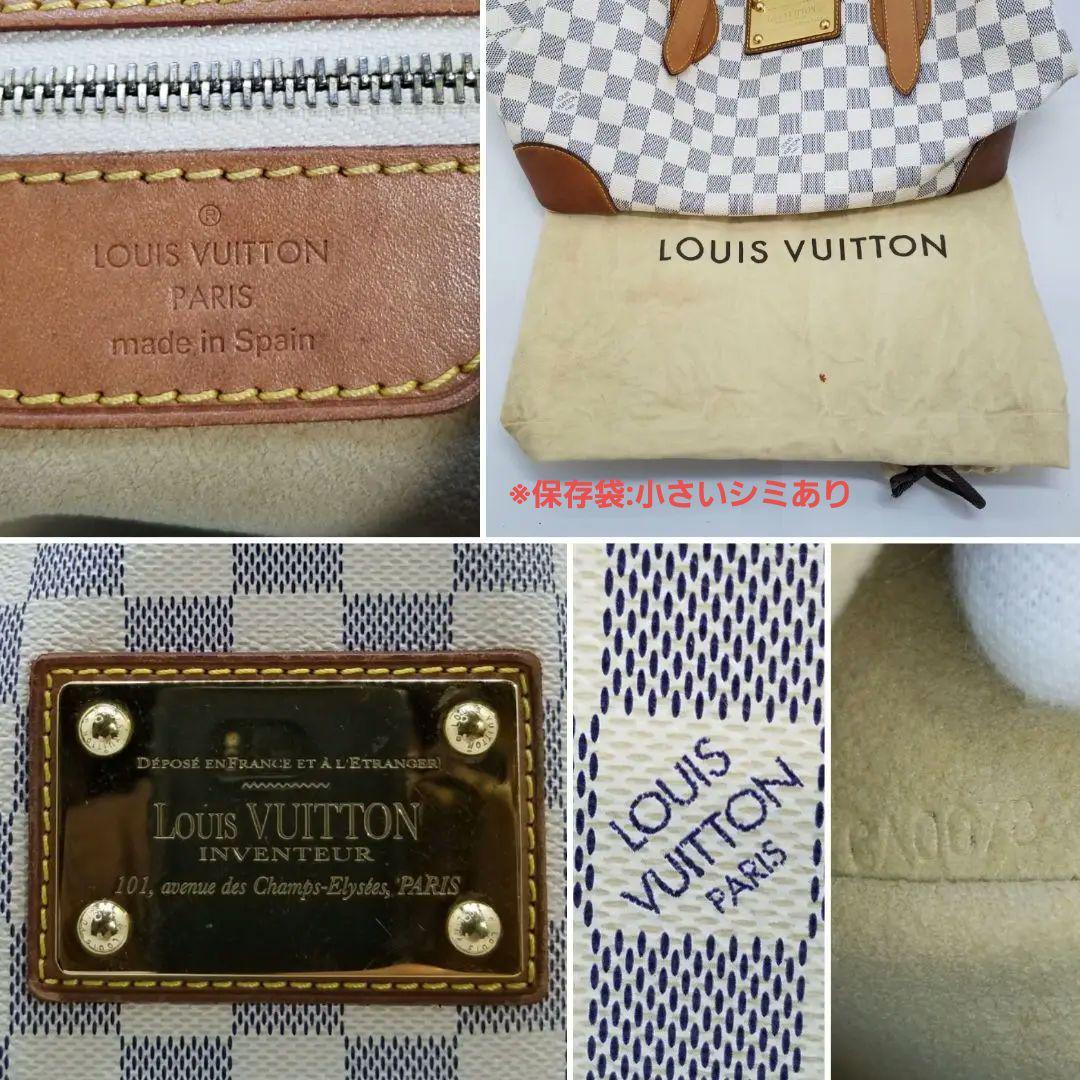 ®
LOUIS VUITTON
PARIS
made in Spain
LOUIS VUITTON
※保存袋:小さいシミあり
DÉPOSÉ EN FRANCE ET À L'ETRANGER
LOUIS VUITTON
INVENTEUR
101, avenue des Champs-Elysées, PARIS
LOUIS
VUITTON
PARIS